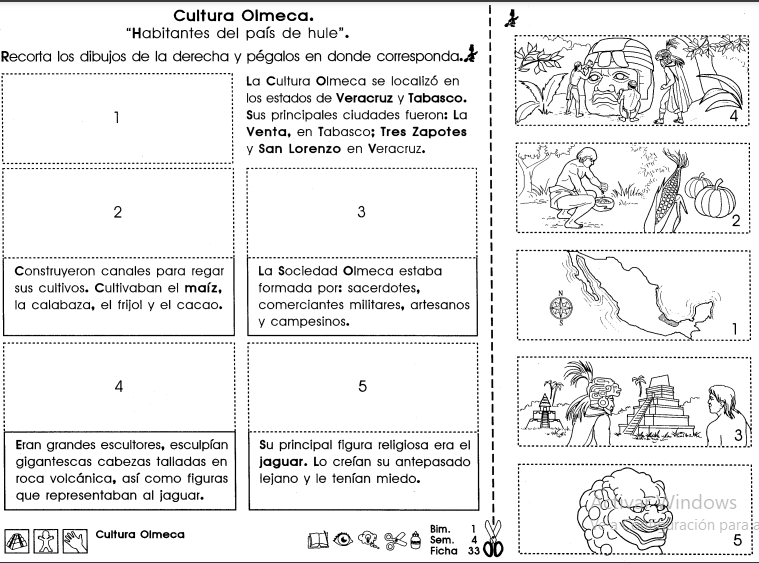 Cultura Olmeca.
"Habitantes del país de hule".
Recorta los dibujos de la derecha y pégalos en donde corresponda.
1
La Cultura Olmeca se localizó en
los estados de Veracruz y Tabasco.
Sus principales ciudades fueron: La
Venta, en Tabasco; Tres Zapotes
y San Lorenzo en Veracruz.
2
Construyeron canales para regar
sus cultivos. Cultivaban el maíz,
la calabaza, el frijol y el cacao.
3
La Sociedad Olmeca estaba
formada por: sacerdotes,
comerciantes militares, artesanos
y campesinos.
4
Eran grandes escultores, esculpían
gigantescas cabezas talladas en
roca volcánica, así como figuras
que representaban al jaguar.
5
Su principal figura religiosa era el
jaguar. Lo creían su antepasado
lejano y le tenían miedo.
Cultura Olmeca
Bim. 1
Sem. 4
Ficha 33
4
2
N
S
1
3
Windows
ración para a
5